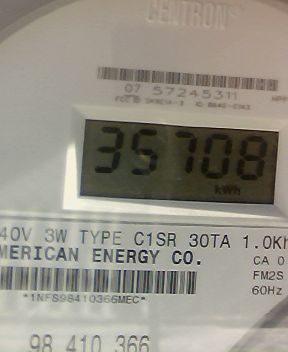 CENTRON®
07 57245311
35708
kWh
40V 3W TYPE C1SR 30TA 1.0Kh
MERICAN ENERGY CO.
CA 0
FM2S
60Hz
*1NFS98410366MEC*
98 410 366